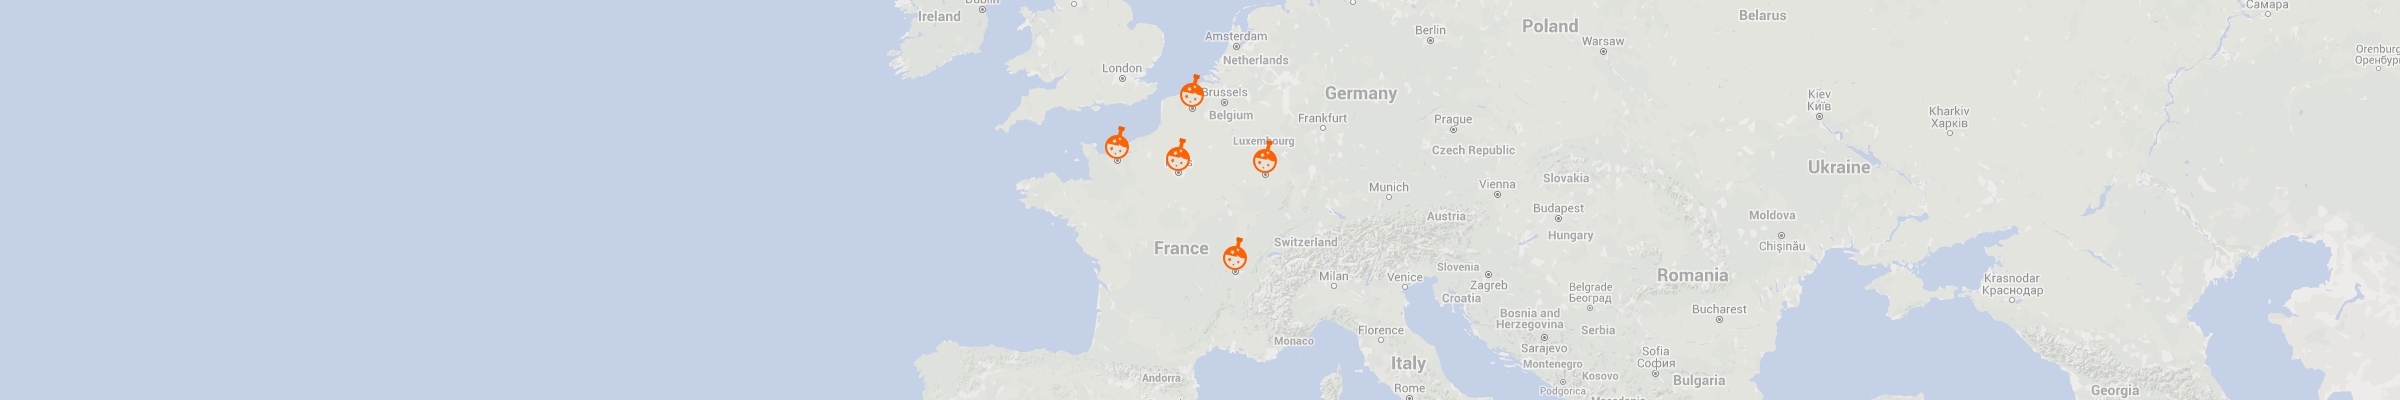 Dublin
Ireland
London
Amsterdam
Netherlands
Brussels
Belgium
Luxembourg
Berlin
Germany
Frankfurt
Prague
Czech Republic
Munich
Poland
Warsaw
Belarus
Самара
Orenburg
Оренбург
Kiev
Київ
Kharkiv
Харків
Ukraine
Vienna
Slovakia
Austria
Budapest
Hungary
Moldova
Chișinău
France
Switzerland
Milan
Venice
Slovenia
Zagreb
Croatia
Belgrade
Београд
Romania
Bucharest
Krasnodar
Краснодар
Bosnia and
Herzegovina
Serbia
Sarajevo
Monaco
Florence
Italy
Rome
Andorra
Montenegro
Podgorica
Kosovo
Sofia
София
Bulgaria
Macedonia
Georgia